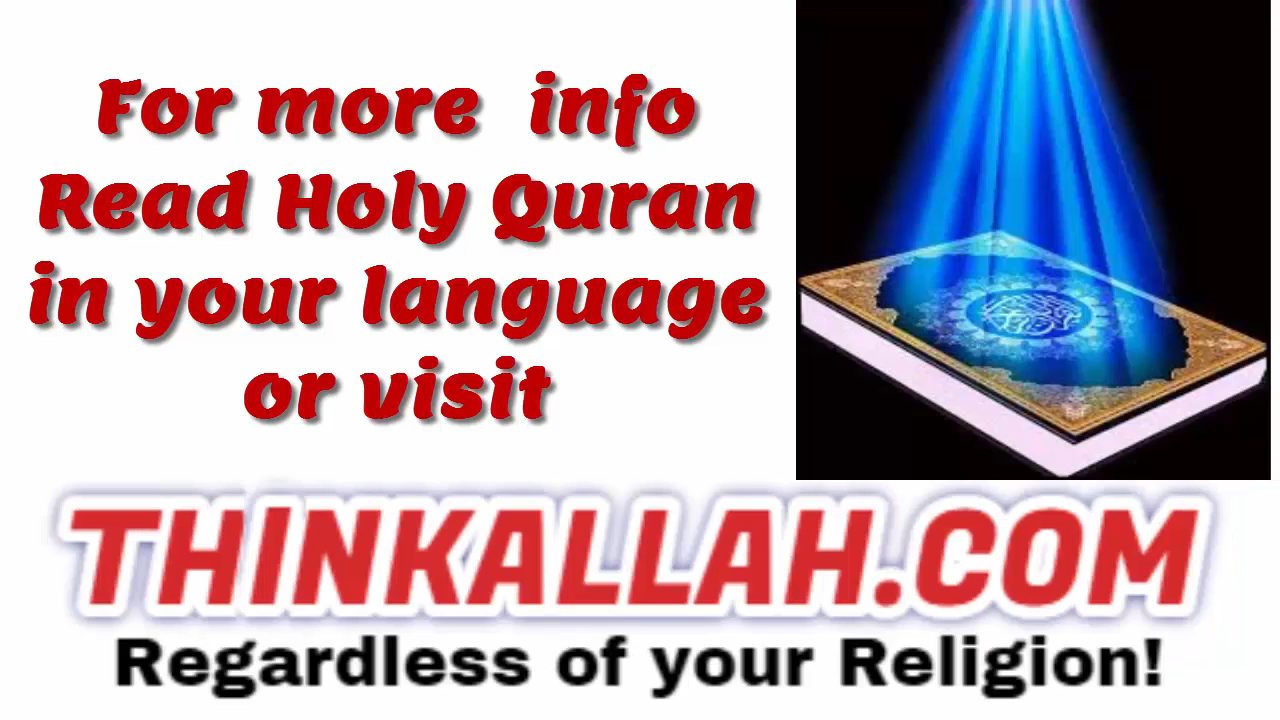 For more info
Read Holy Quran
in your language
or visit
THINKALLAH.COM
Regardless of your Religion!